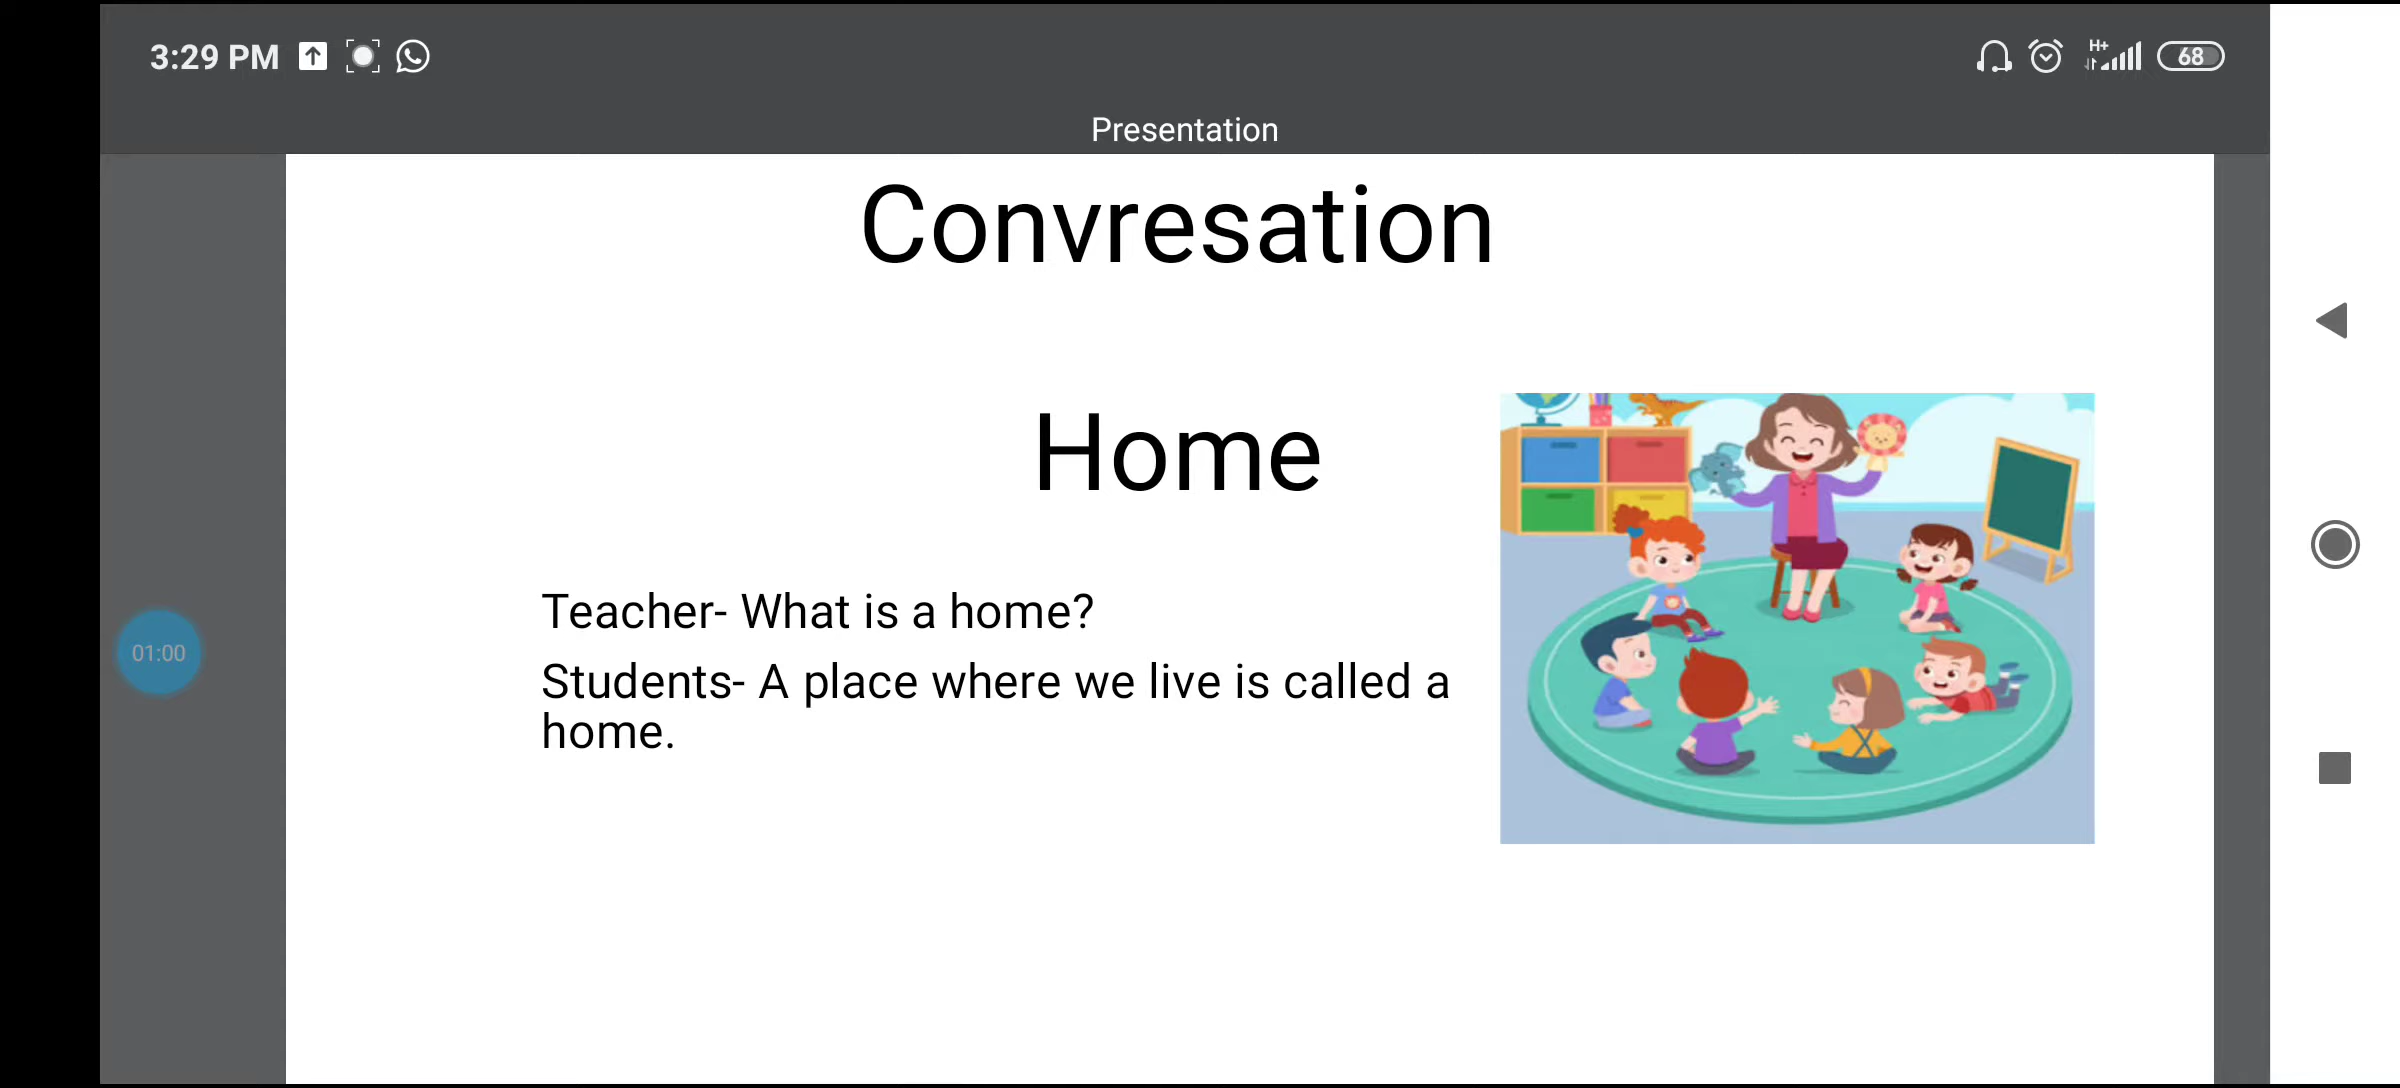 3:29 PM
H+
68
Presentation
Convresation
Home
Teacher- What is a home?
Students- A place where we live is called a
home.
01:00